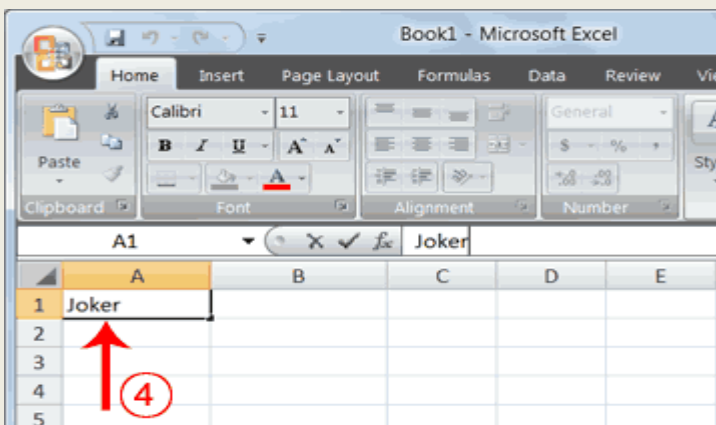 Book1 - Microsoft Excel
Home Insert Page Layout Formulas Data Review
Calibri 11 General
B I U A A $ % ,
Paste
A
Clipboard Font Alignment Number
A1 fx Joker
A B C D E
1 Joker
2
3
4
4
5